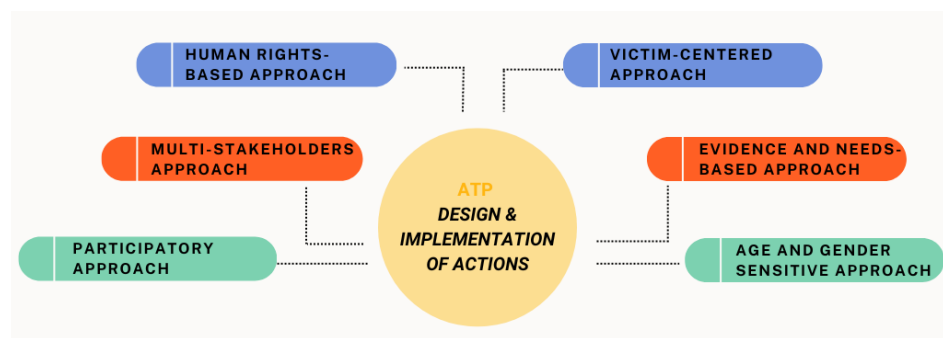 HUMAN RIGHTS-
BASED APPROACH
VICTIM-CENTERED
APPROACH
MULTI-STAKEHOLDERS
APPROACH
EVIDENCE AND NEEDS-
BASED APPROACH
ATP
DESIGN &
IMPLEMENTATION
OF ACTIONS
PARTICIPATORY
APPROACH
AGE AND GENDER
SENSITIVE APPROACH